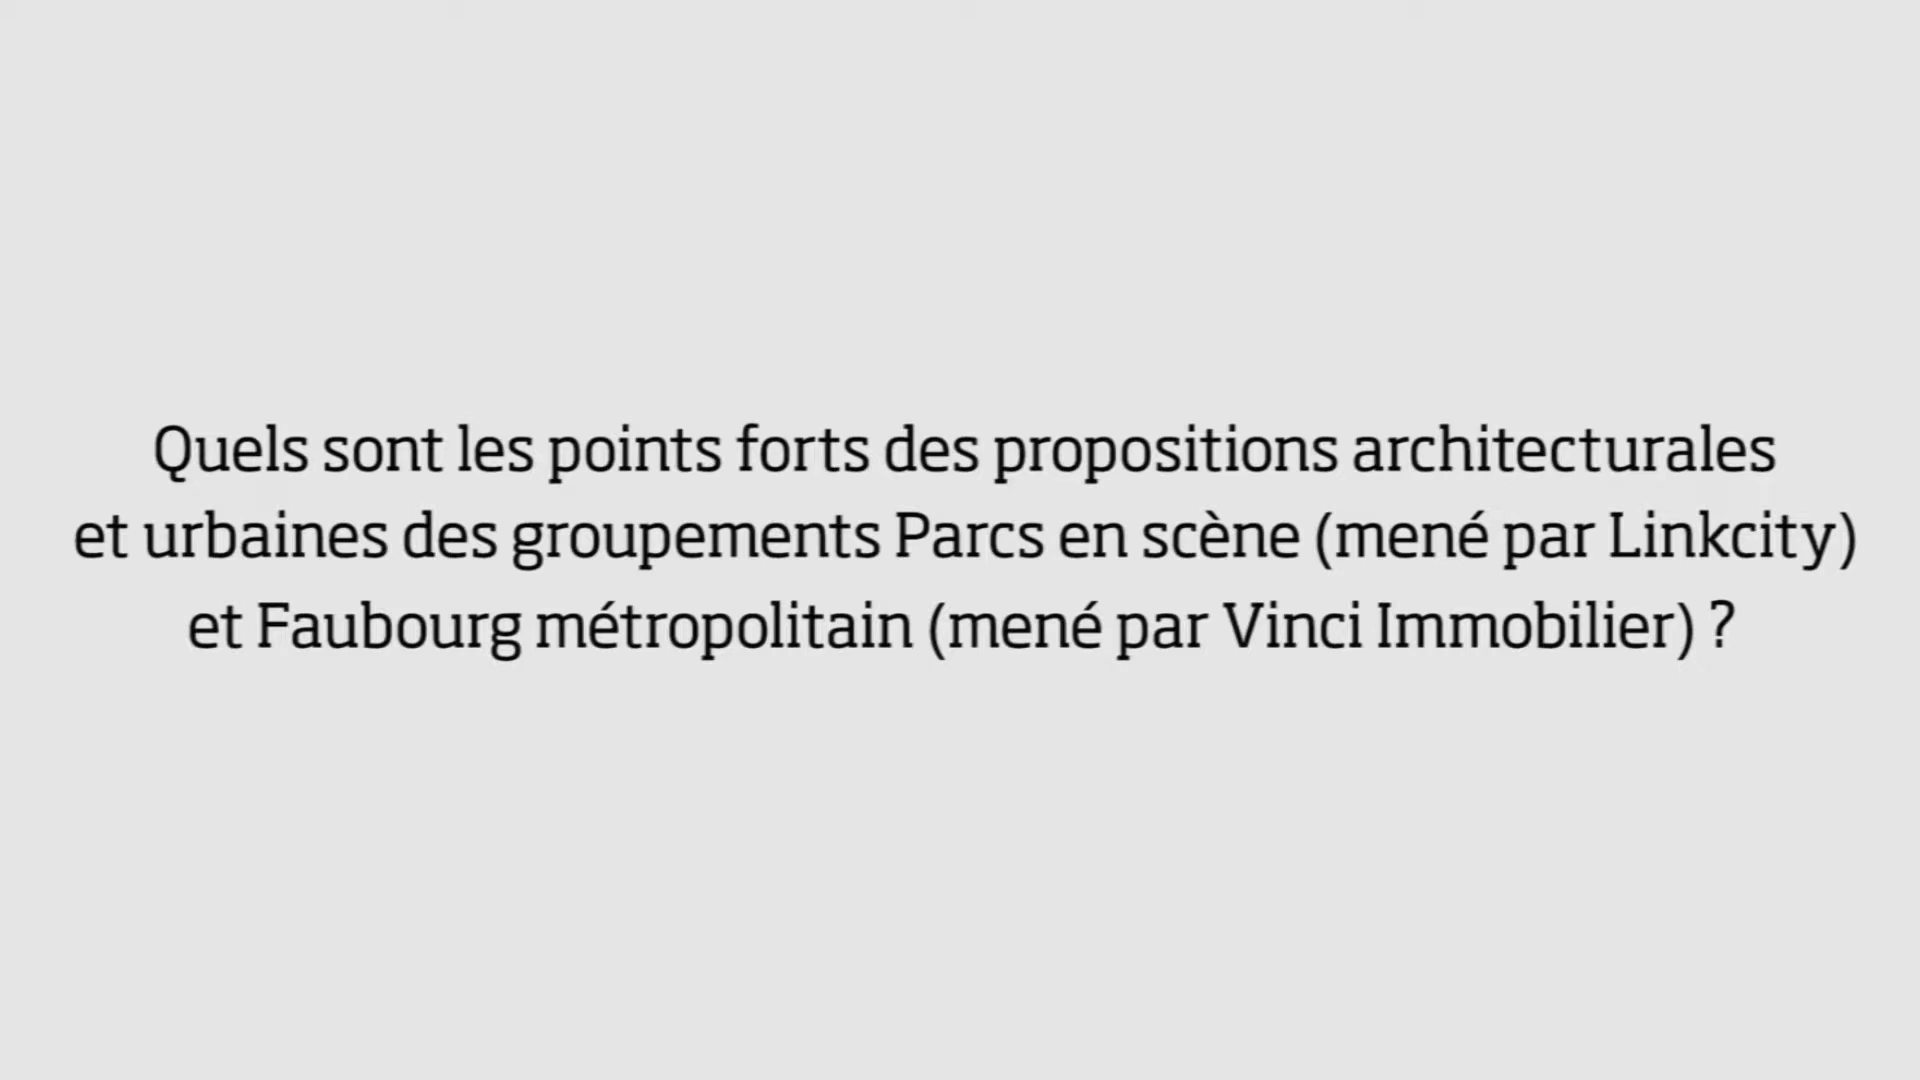 Quels sont les points forts des propositions architecturales
et urbaines des groupements Parcs en scène (mené par Linkcity)
et Faubourg métropolitain (mené par Vinci Immobilier) ?